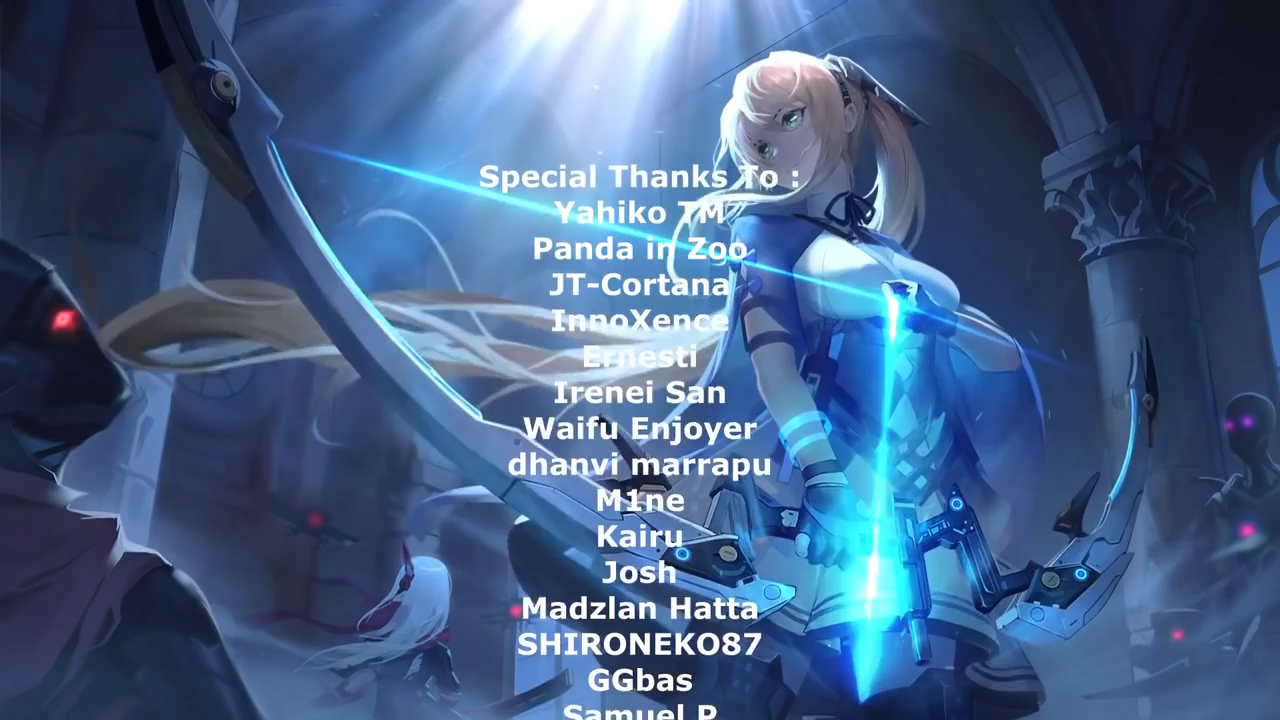 Special Thanks To :
Yahiko TM
Panda in Zoo
JT-Cortana
InnoXence
Ernesti
Irenei San
Waifu Enjoyer
dhanvi marrapu
M1ne
Kairu
Josh
Madzlan Hatta
SHIRONEKO87
GGbas
Samuel P